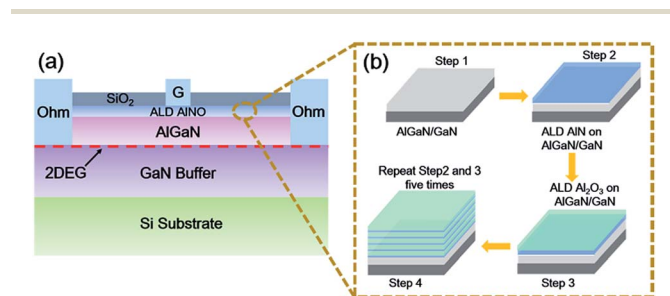 (a)
G
SiO₂
Ohm
ALD AlNO
Ohm
AlGaN
2DEG
GaN Buffer
Si Substrate
(b)
Step 1
AlGaN/GaN
Step 2
ALD AlN on
AlGaN/GaN
ALD Al₂O₃ on
AlGaN/GaN
Step 3
Repeat Step2 and 3
five times
Step 4